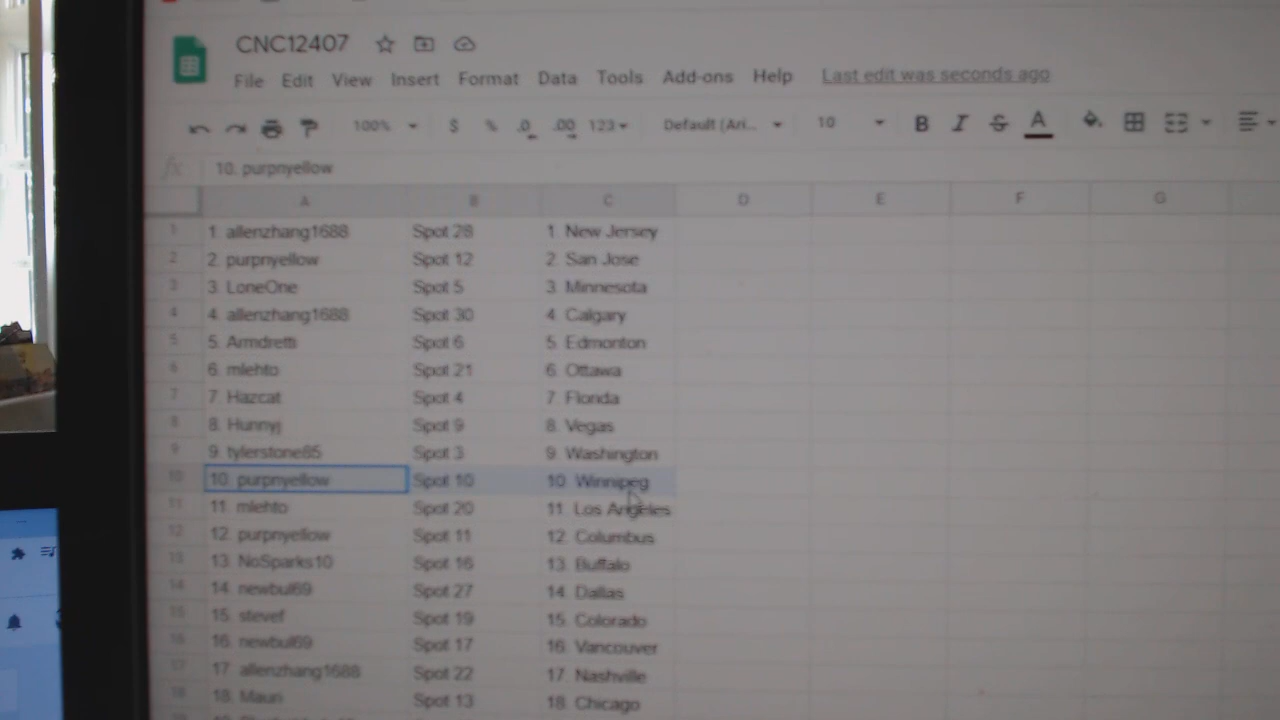 CNC12407
File Edit View Insert Format Data Tools Add-ons Help Last edit was seconds ago
100% $ % .0 .00 123 Default (Ari... 10 B I S A
fx 10. purpnyellow
A B C D E F G
1 1. allenzhang1688 Spot 28 1. New Jersey
2 2. purpnyellow Spot 12 2. San Jose
3 3. LoneOne Spot 5 3. Minnesota
4 4. allenzhang1688 Spot 30 4. Calgary
5 5. Armdretti Spot 6 5. Edmonton
6 6. mlehto Spot 21 6. Ottawa
7 7. Hazcat Spot 4 7. Florida
8 8. Hunnyj Spot 9 8. Vegas
9 9. tylerstone85 Spot 3 9. Washington
10 10. purpnyellow Spot 10 10. Winnipeg
11 11. mlehto Spot 20 11. Los Angeles
12 12. purpnyellow Spot 11 12. Columbus
13 13. NoSparks10 Spot 16 13. Buffalo
14 14. newbul69 Spot 27 14. Dallas
15 15. stevef Spot 19 15. Colorado
16 16. newbul69 Spot 17 16. Vancouver
17 17. allenzhang1688 Spot 22 17. Nashville
18 18. Mauri Spot 13 18. Chicago